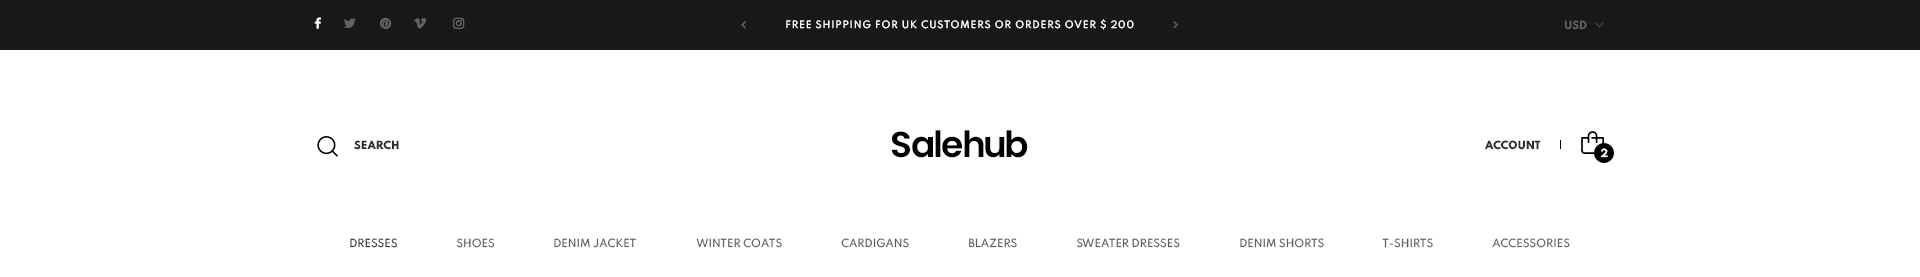 FREE SHIPPING FOR UK CUSTOMERS OR ORDERS OVER $ 200
USD
SEARCH
Salehub
ACCOUNT
2
DRESSES
SHOES
DENIM JACKET
WINTER COATS
CARDIGANS
BLAZERS
SWEATER DRESSES
DENIM SHORTS
T-SHIRTS
ACCESSORIES